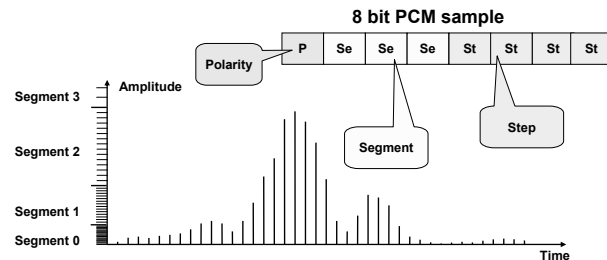 8 bit PCM sample
P Se Se Se St St St St
Polarity
Segment 3
Amplitude
Segment
Step
Segment 2
Segment 1
Segment 0
Time